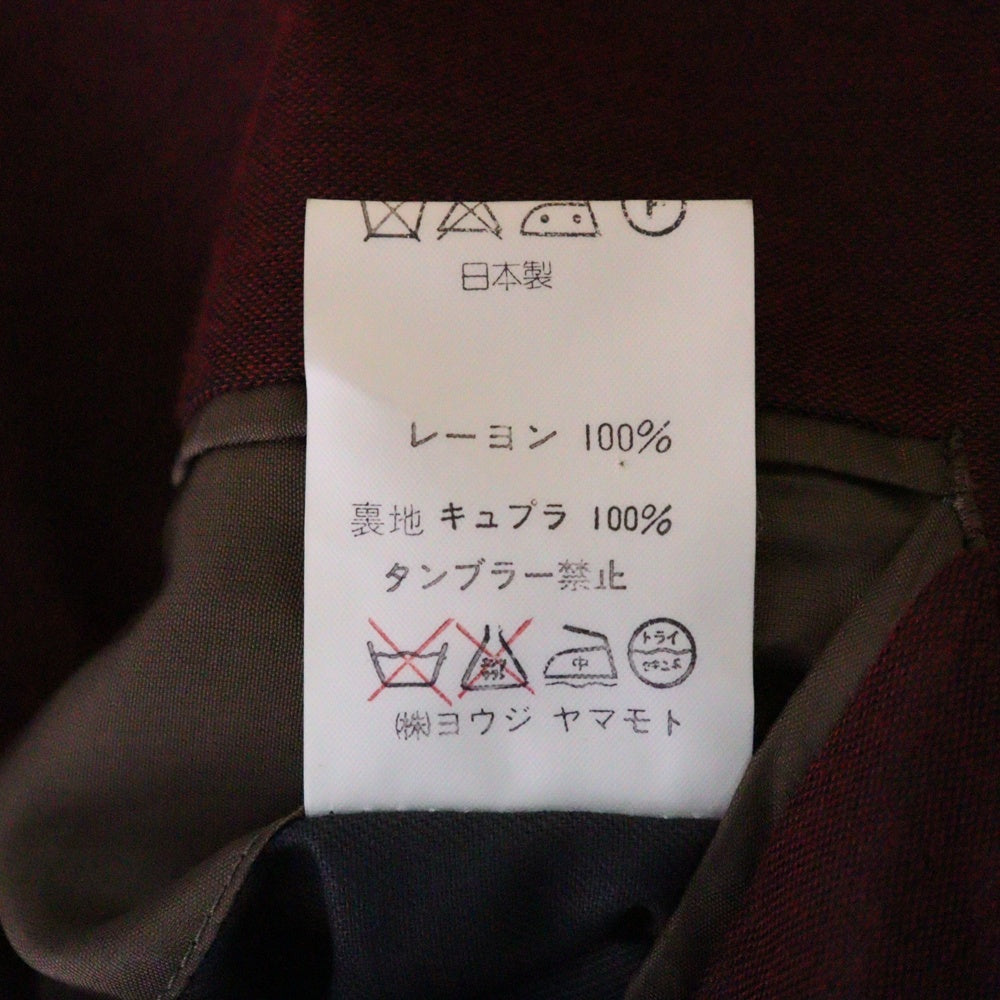 F
日本製
レーヨン 100%
裏地 キュプラ 100%
タンブラー禁止
中 ドライ
㈱ヨウジ ヤマモト